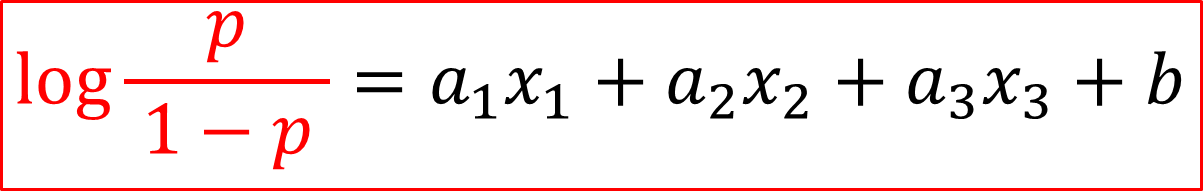 log p/(1 − p) = a₁x₁ + a₂x₂ + a₃x₃ + b